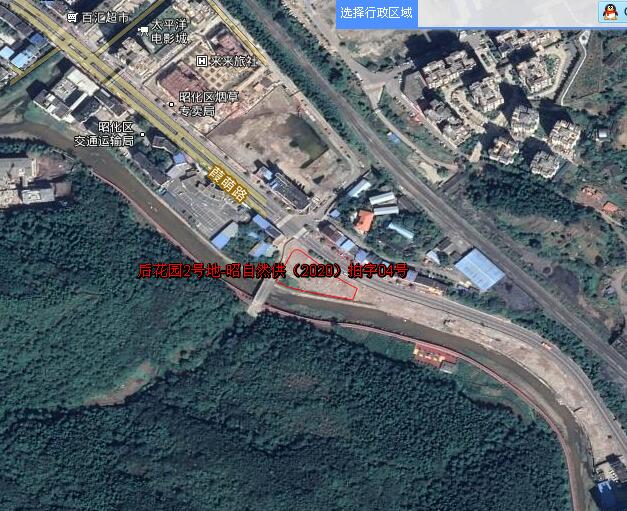 选择行政区域
百汇超市
太平洋
电影城
来来旅社
昭化区烟草
专卖局
昭化区
交通运输局
葭萌路
后花园2号地-昭自然供（2020）拍字04号